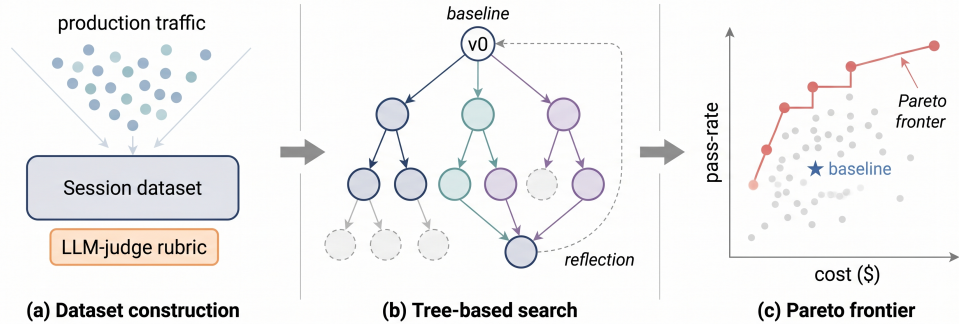 production traffic
Session dataset
LLM-judge rubric
(a) Dataset construction
baseline
v0
reflection
(b) Tree-based search
pass-rate
Pareto
fronter
baseline
cost ($)
(c) Pareto frontier